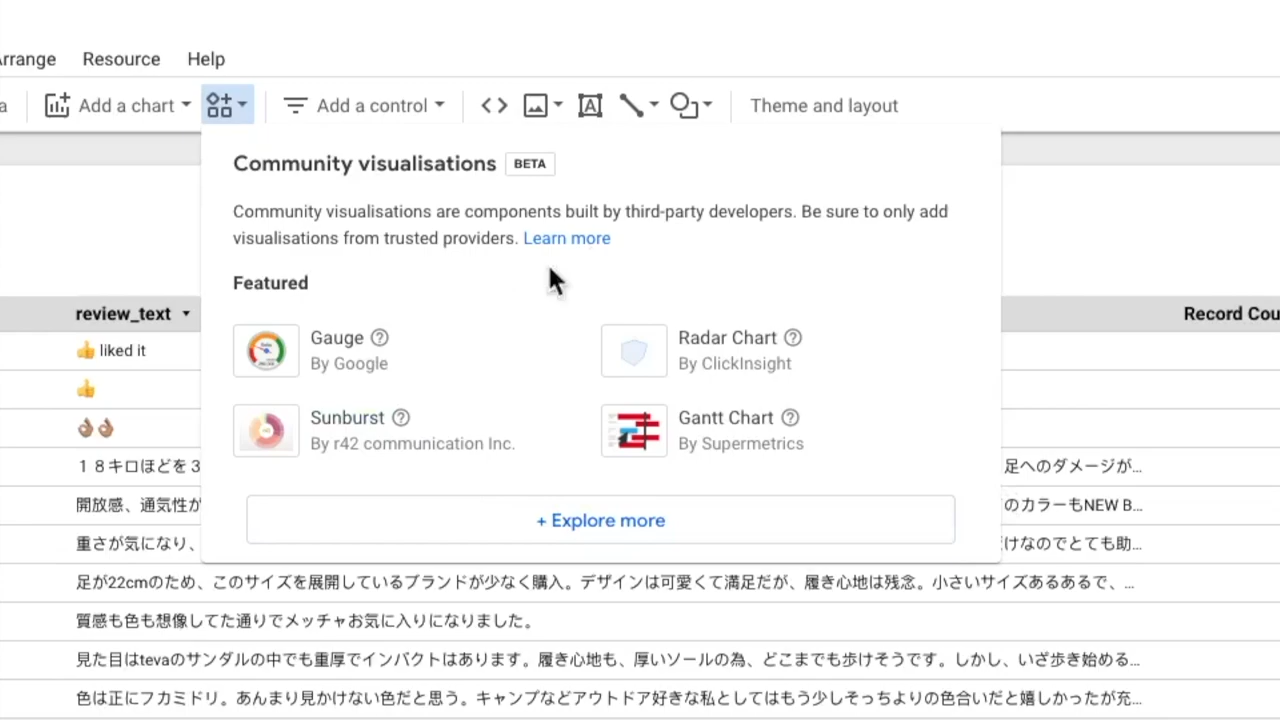 Arrange Resource Help
a Add a chart Add a control Theme and layout
Community visualisations BETA
Community visualisations are components built by third-party developers. Be sure to only add
visualisations from trusted providers. Learn more
Featured
review_text Record Cou
Gauge
By Google
Radar Chart
By ClickInsight
👍 liked it
👍
Sunburst
By r42 communication Inc.
Gantt Chart
By Supermetrics
👌🏽👌🏽
１８キロほどを３ 足へのダメージが...
開放感、通気性が のカラーもNEW B...
+ Explore more
重さが気になり、 けなのでとても助...
足が22cmのため、このサイズを展開しているブランドが少なく購入。デザインは可愛くて満足だが、履き心地は残念。小さいサイズあるあるで、...
質感も色も想像してた通りでメッチャお気に入りになりました。
見た目はtevaのサンダルの中でも重厚でインパクトはあります。履き心地も、厚いソールの為、どこまでも歩けそうです。しかし、いざ歩き始める...
色は正にフカミドリ。あんまり見かけない色だと思う。キャンプなどアウトドア好きな私としてはもう少しそっちよりの色合いだと嬉しかったが充...